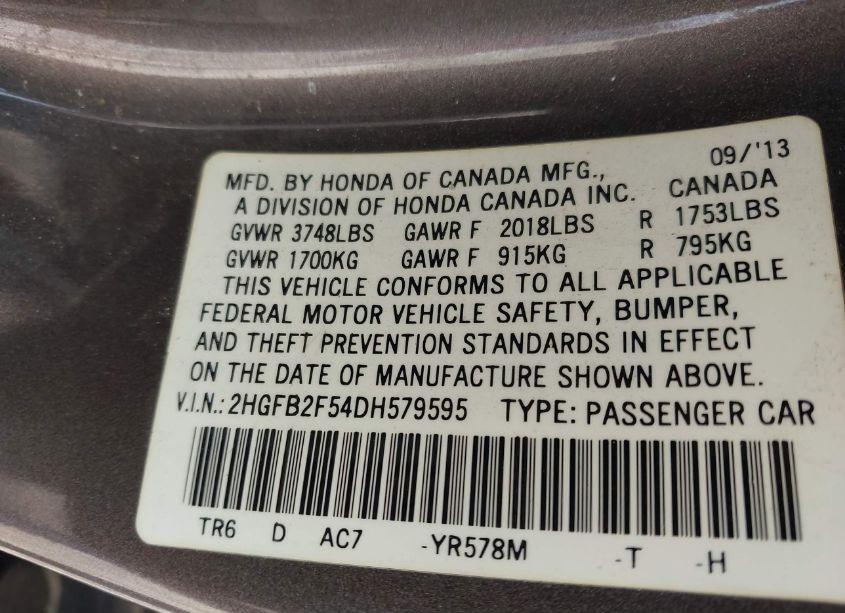 09/'13
MFD. BY HONDA OF CANADA MFG.,
A DIVISION OF HONDA CANADA INC. CANADA
GVWR 3748LBS GAWR F 2018LBS R 1753LBS
GVWR 1700KG GAWR F 915KG R 795KG
THIS VEHICLE CONFORMS TO ALL APPLICABLE
FEDERAL MOTOR VEHICLE SAFETY, BUMPER,
AND THEFT PREVENTION STANDARDS IN EFFECT
ON THE DATE OF MANUFACTURE SHOWN ABOVE.
V.I.N.: 2HGFB2F54DH579595 TYPE: PASSENGER CAR
TR6 D AC7 -YR578M -T -H